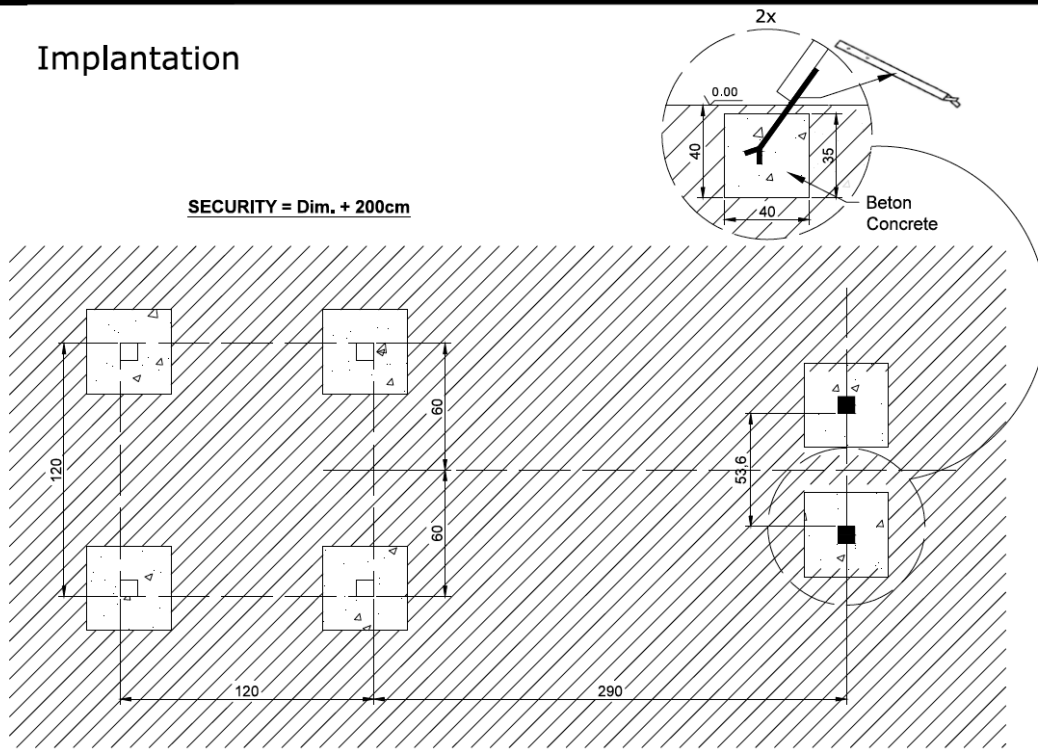 2x
Implantation
0.00
40
35
40
Beton
Concrete
SECURITY = Dim. + 200cm
120
60
60
53,6
120
290